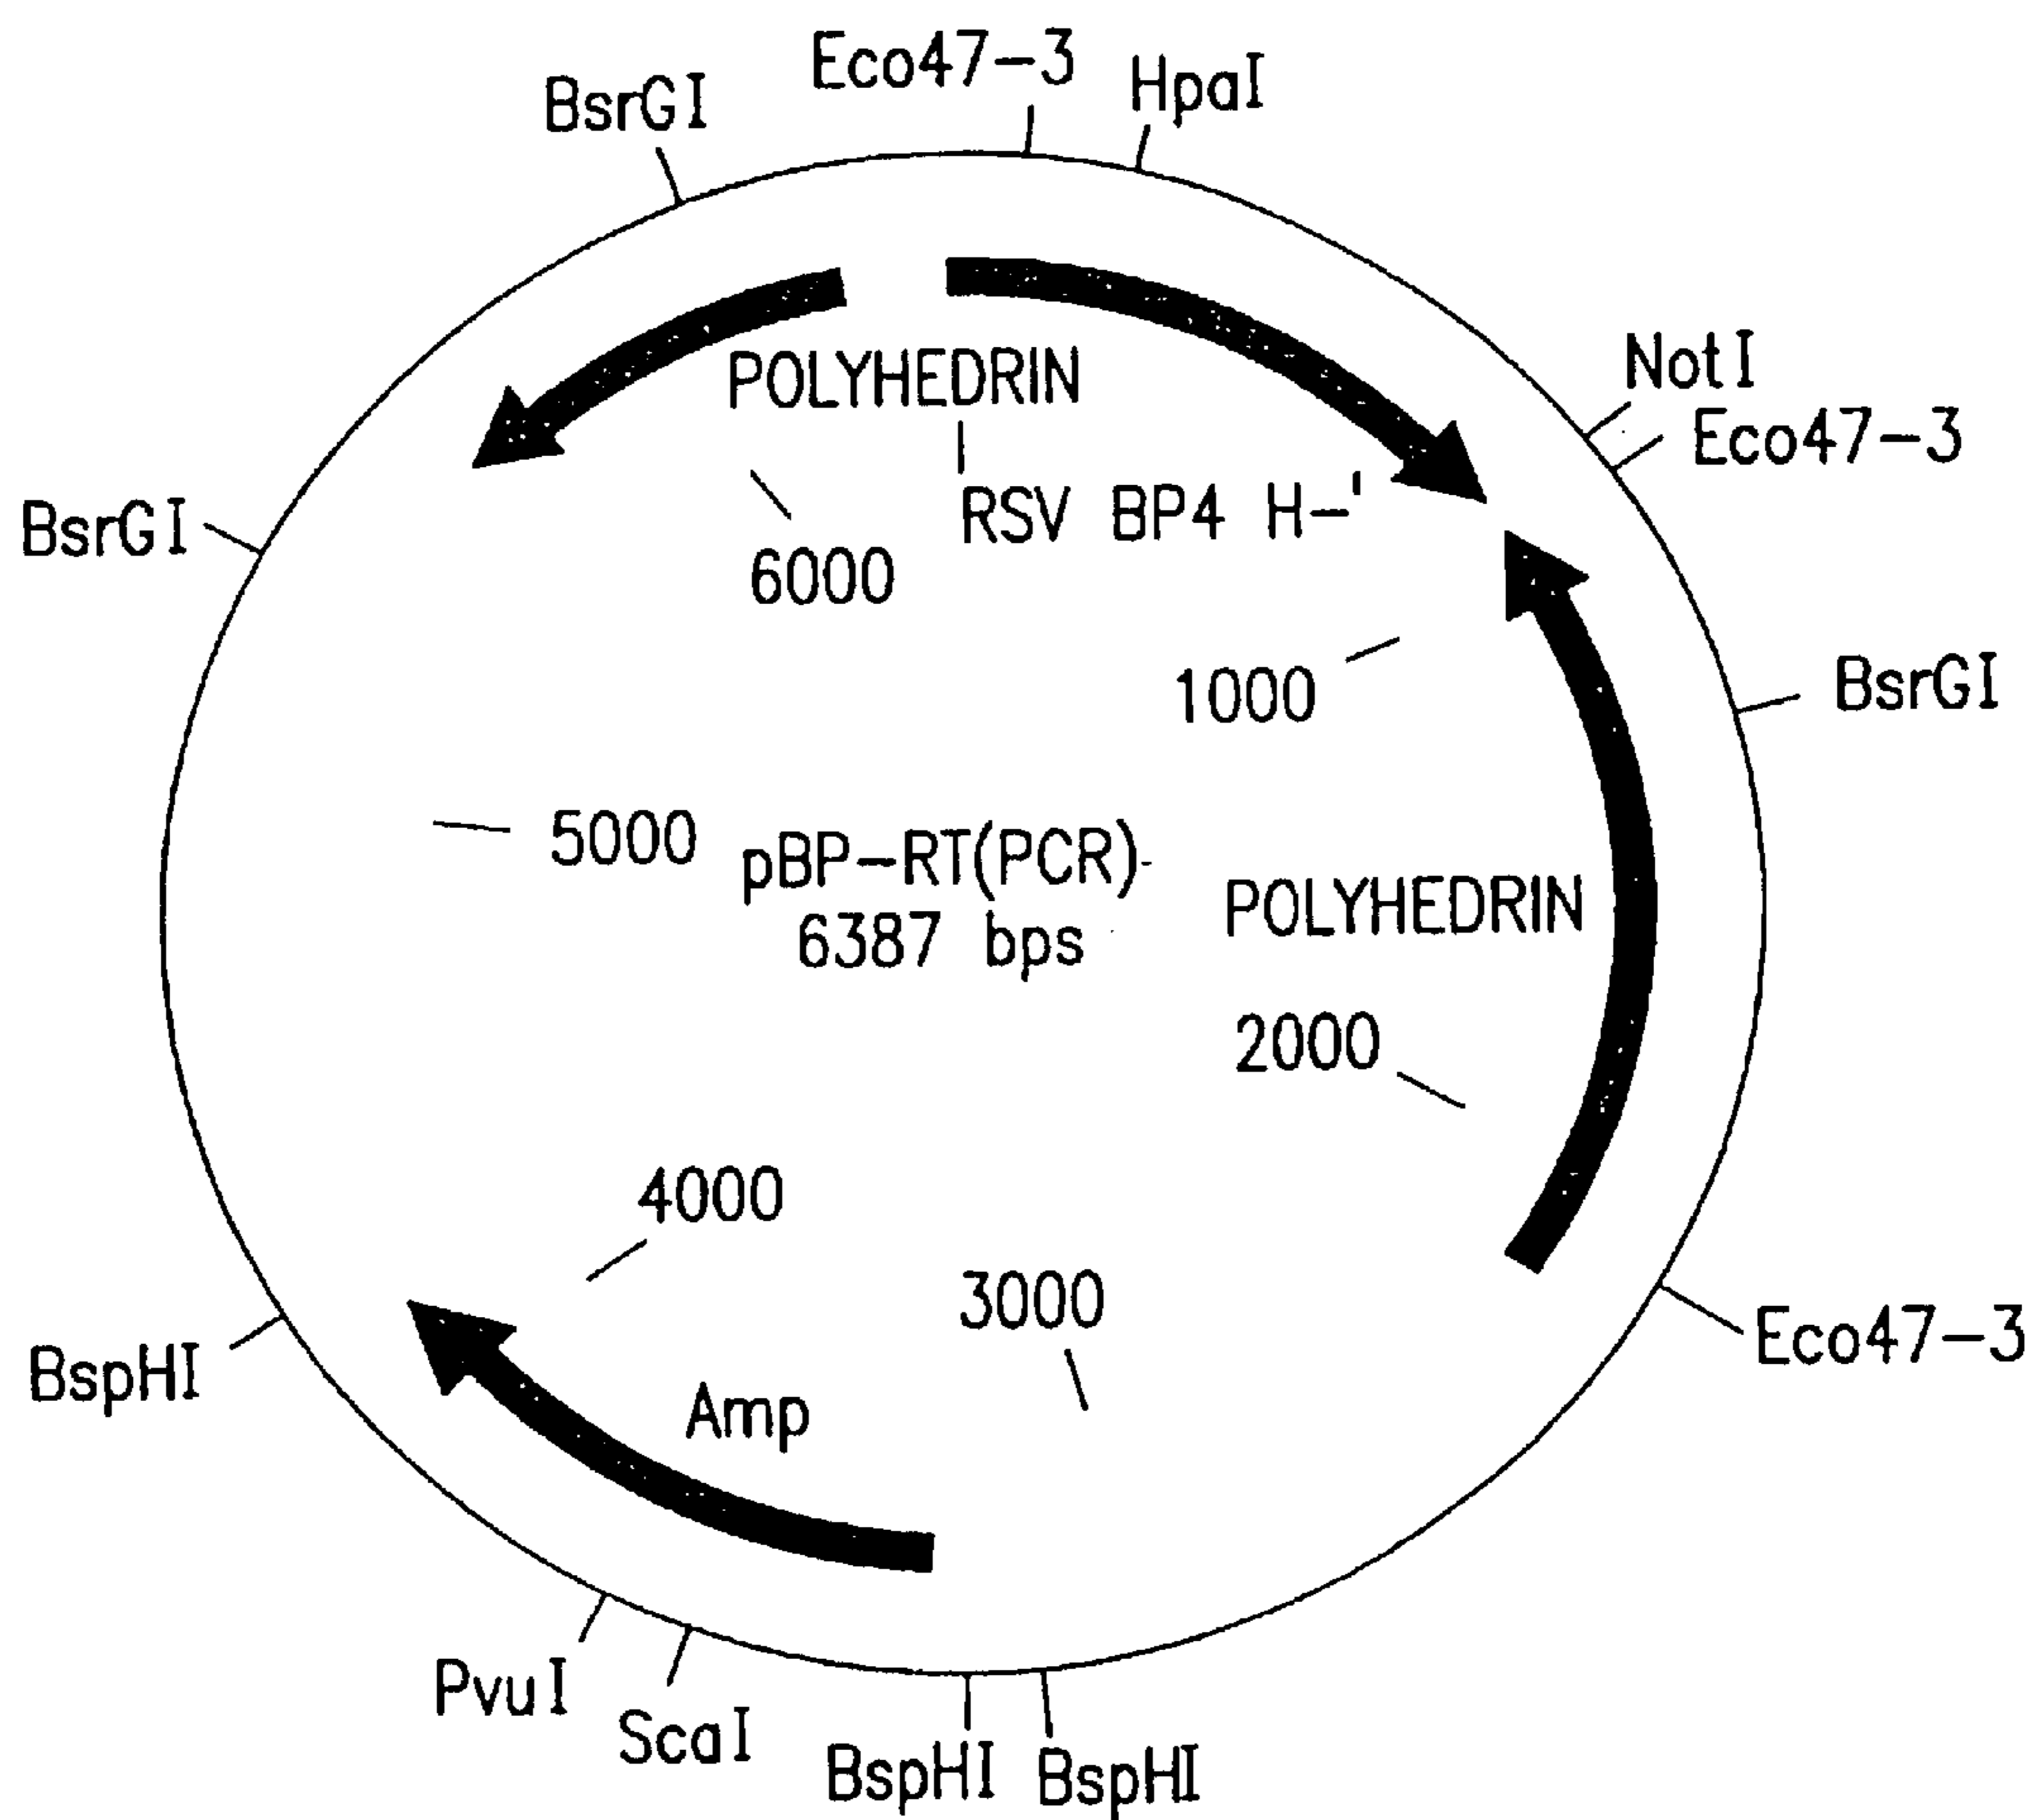 Eco47-3
HpaI
BsrGI
NotI
Eco47-3
POLYHEDRIN
RSV BP4 H-'
BsrGI
6000
1000
BsrGI
5000
pBP-RT(PCR)-
6387 bps
POLYHEDRIN
2000
4000
3000
Eco47-3
BspHI
Amp
PvuI
ScaI
BspHI
BspHI